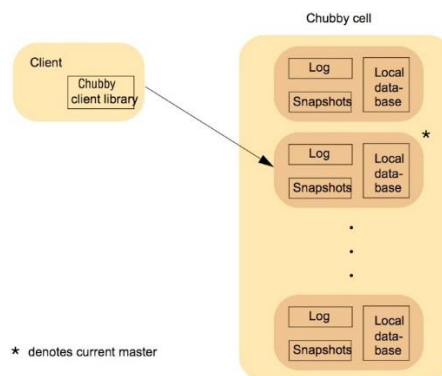 Chubby cell
Client
Chubby
client library
Log
Snapshots
Local
data-
base
*
Log
Snapshots
Local
data-
base
Log
Snapshots
Local
data-
base
* denotes current master